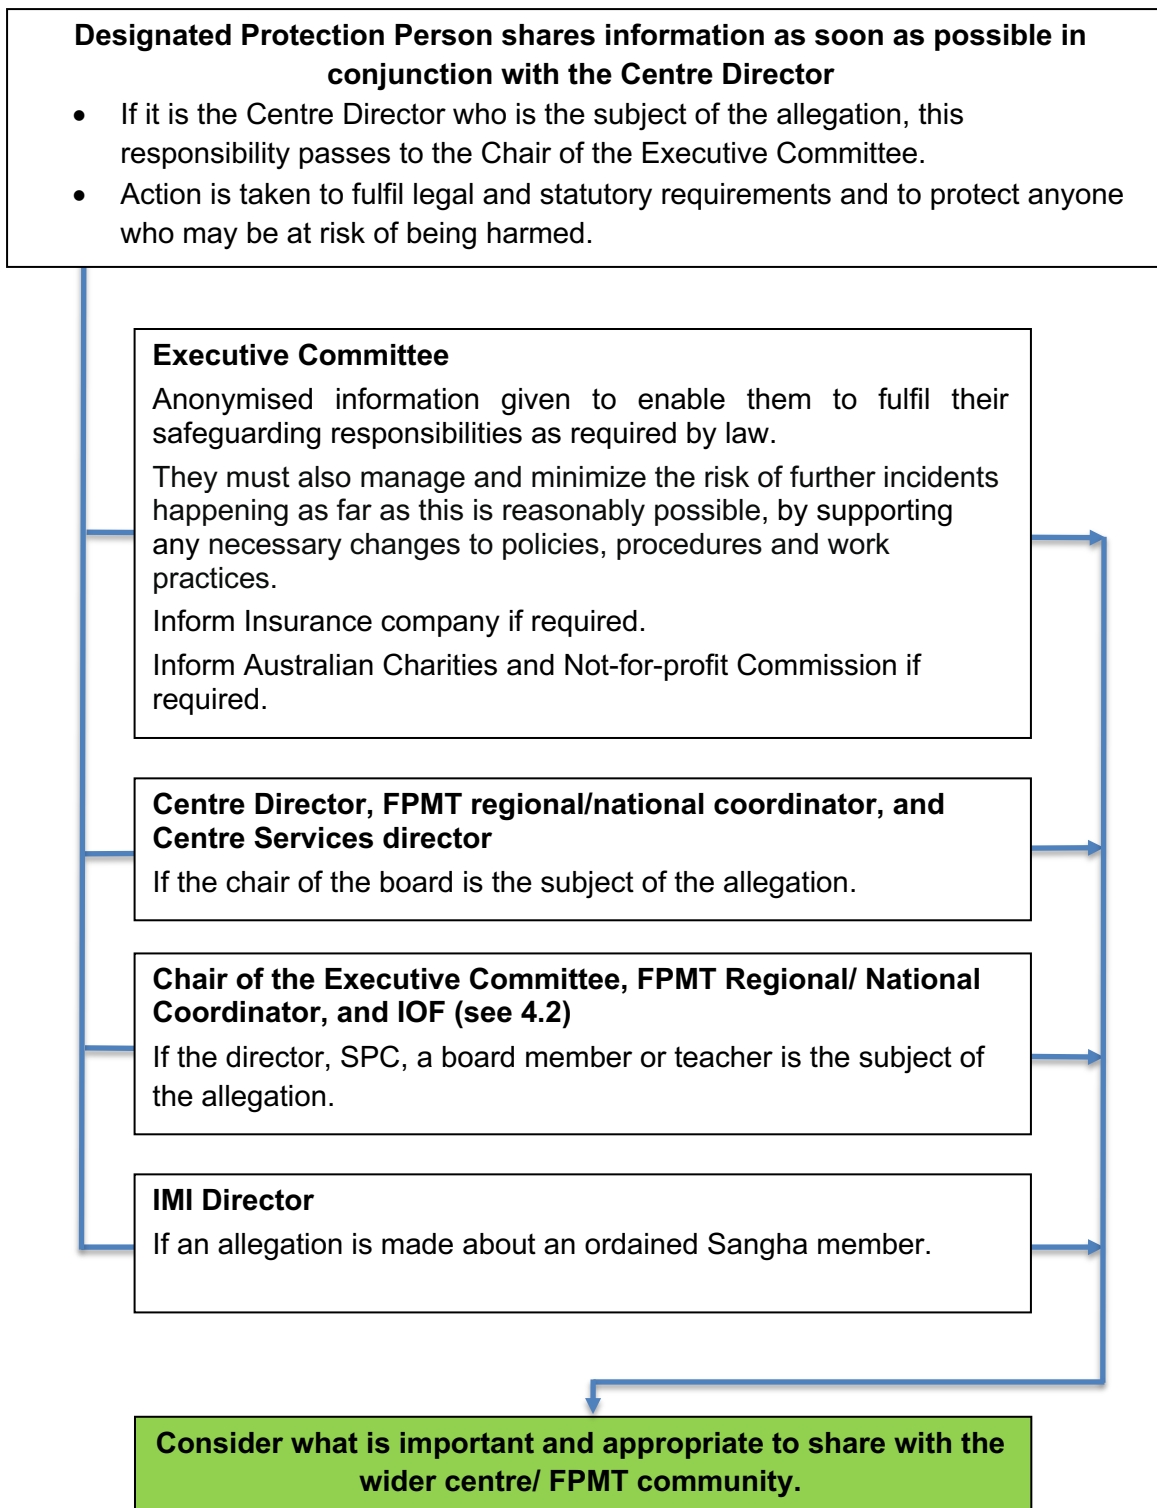 Designated Protection Person shares information as soon as possible in
conjunction with the Centre Director
• If it is the Centre Director who is the subject of the allegation, this
responsibility passes to the Chair of the Executive Committee.
• Action is taken to fulfil legal and statutory requirements and to protect anyone
who may be at risk of being harmed.
Executive Committee
Anonymised information given to enable them to fulfil their
safeguarding responsibilities as required by law.
They must also manage and minimize the risk of further incidents
happening as far as this is reasonably possible, by supporting
any necessary changes to policies, procedures and work
practices.
Inform Insurance company if required.
Inform Australian Charities and Not-for-profit Commission if
required.
Centre Director, FPMT regional/national coordinator, and
Centre Services director
If the chair of the board is the subject of the allegation.
Chair of the Executive Committee, FPMT Regional/ National
Coordinator, and IOF (see 4.2)
If the director, SPC, a board member or teacher is the subject of
the allegation.
IMI Director
If an allegation is made about an ordained Sangha member.
Consider what is important and appropriate to share with the
wider centre/ FPMT community.